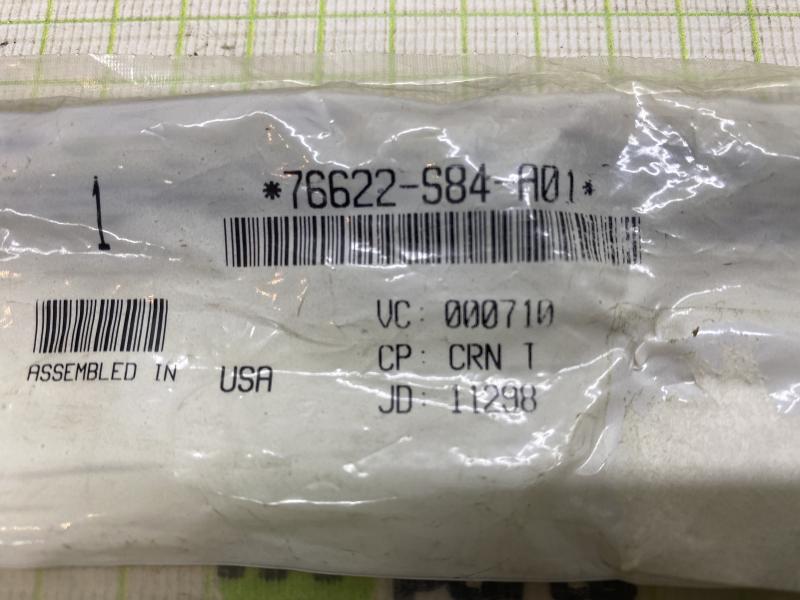 1
*76622-S84-A01*
VC: 000710
CP: CRN T
JD: 11298
ASSEMBLED IN USA